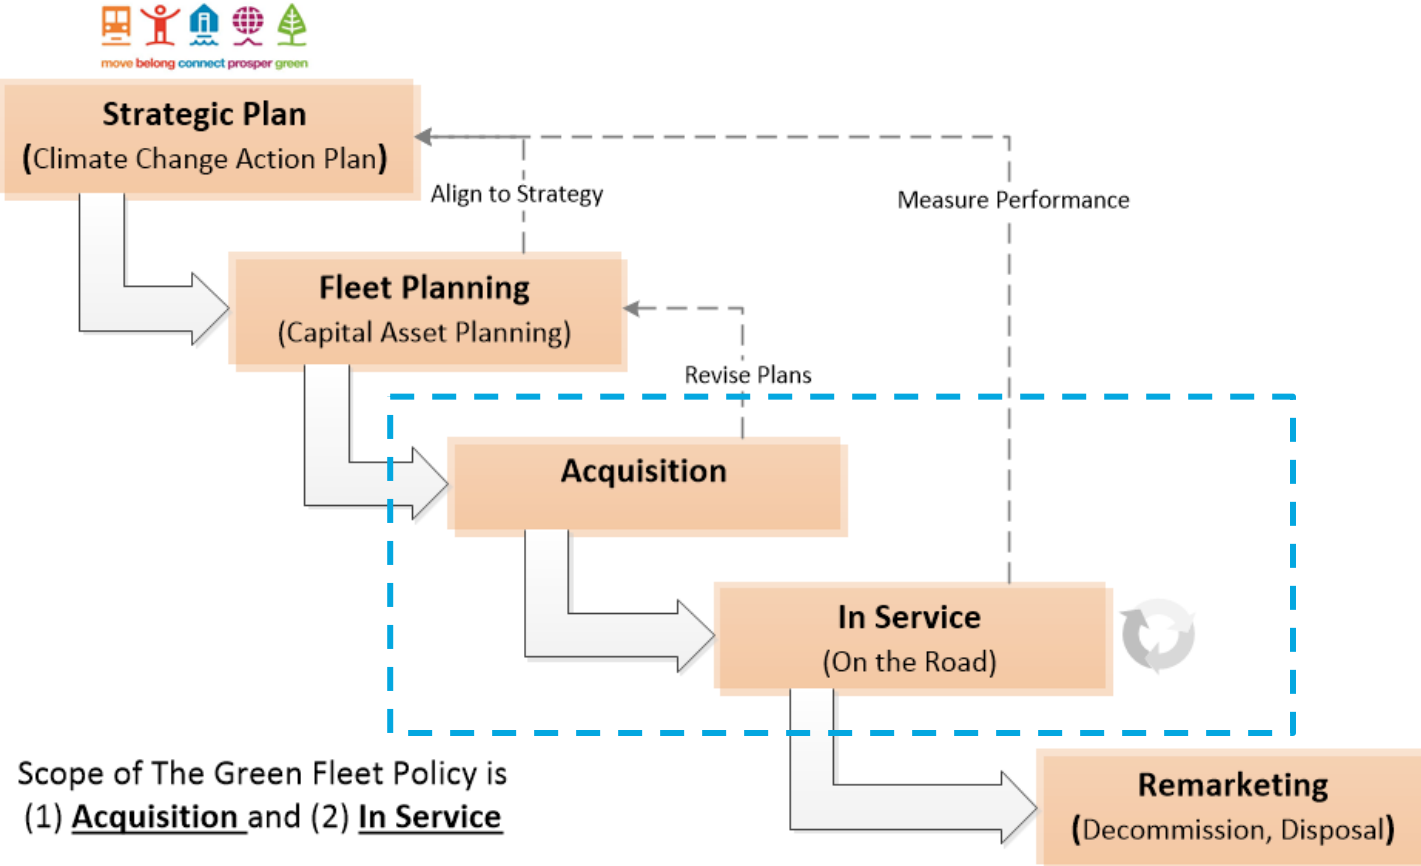 move belong connect prosper green
Strategic Plan
(Climate Change Action Plan)
Align to Strategy
Measure Performance
Fleet Planning
(Capital Asset Planning)
Revise Plans
Acquisition
In Service
(On the Road)
Scope of The Green Fleet Policy is
(1) Acquisition and (2) In Service
Remarketing
(Decommission, Disposal)